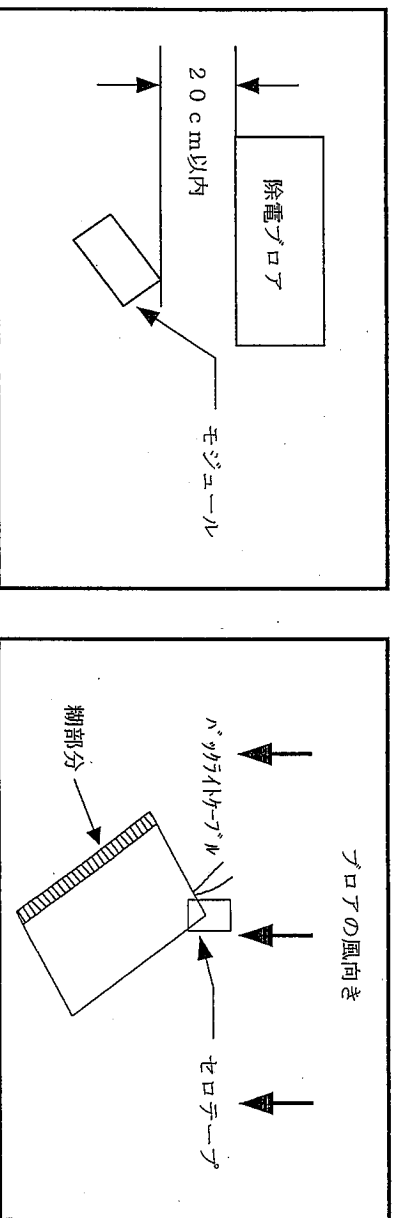 除電ブロア
20cm以内
モジュール
ブロアの風向き
バックライトケーブル
セロテープ
糊部分